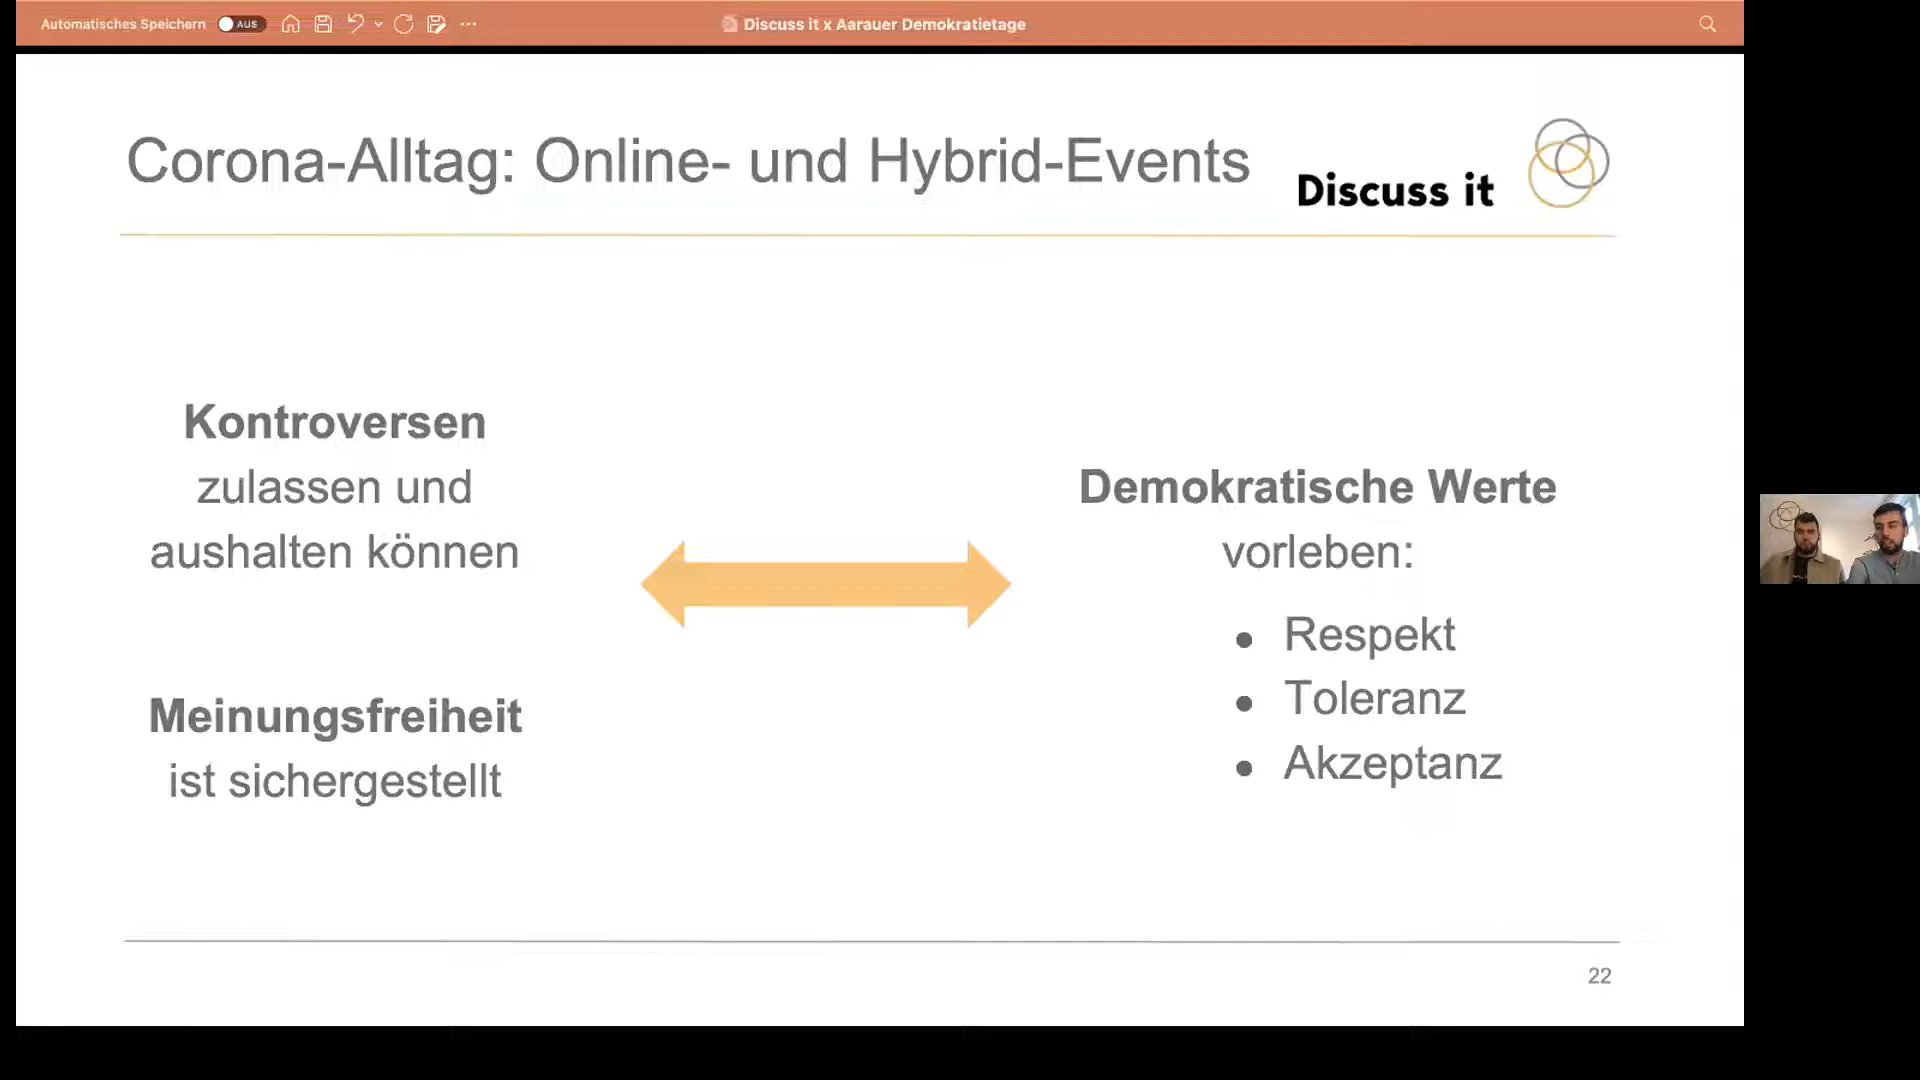 Automatisches Speichern AUS
Discuss it x Aarauer Demokratietage
Corona-Alltag: Online- und Hybrid-Events
Discuss it
Kontroversen
zulassen und
aushalten können
Meinungsfreiheit
ist sichergestellt
Demokratische Werte
vorleben:
• Respekt
• Toleranz
• Akzeptanz
22